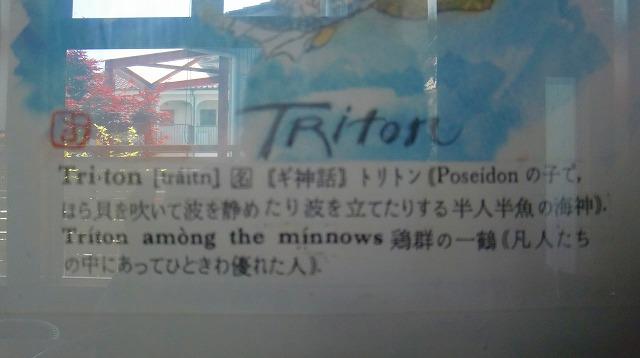 TRiton
Tri·ton [tráitn] 名 《ギ神話》 トリトン《Poseidon の子で,
ほら貝を吹いて波を静めたり波を立てたりする半人半魚の海神》.
Tríton amòng the mínnows 鶏群の一鶴《凡人たち
の中にあってひときわ優れた人》.